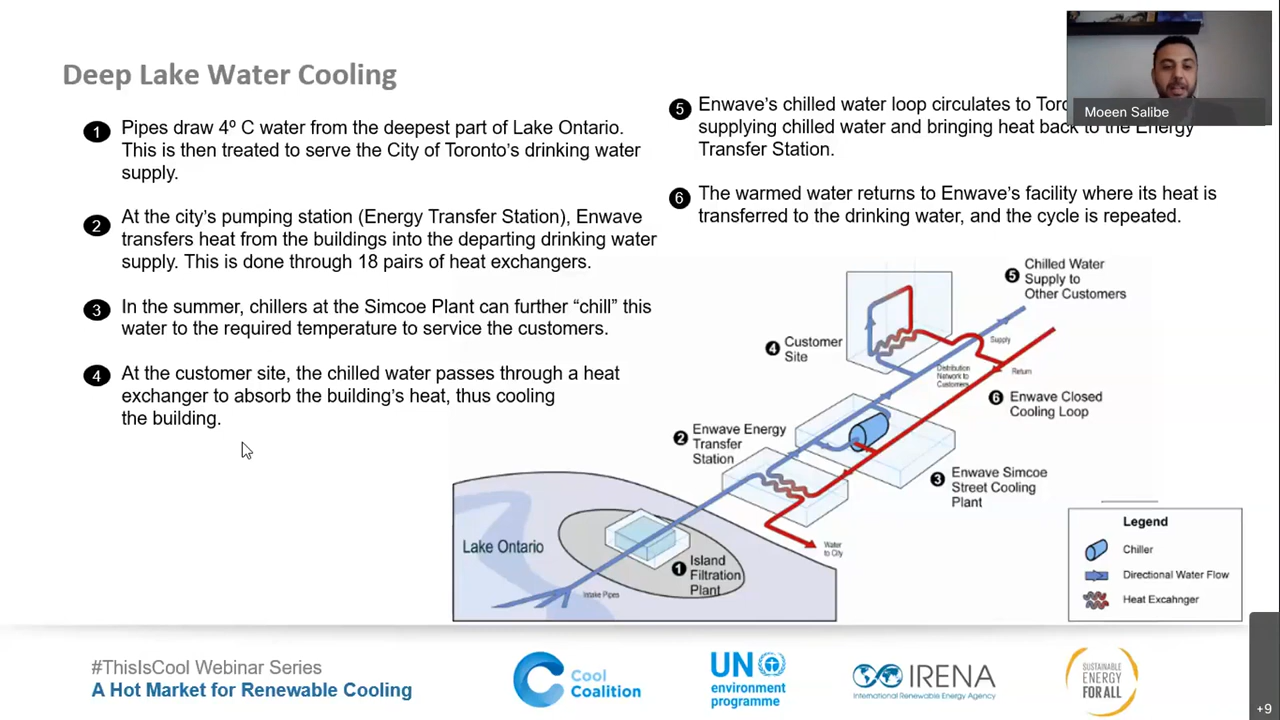 Deep Lake Water Cooling
1
Pipes draw 4º C water from the deepest part of Lake Ontario.
This is then treated to serve the City of Toronto's drinking water
supply.
2
At the city's pumping station (Energy Transfer Station), Enwave
transfers heat from the buildings into the departing drinking water
supply. This is done through 18 pairs of heat exchangers.
3
In the summer, chillers at the Simcoe Plant can further “chill” this
water to the required temperature to service the customers.
4
At the customer site, the chilled water passes through a heat
exchanger to absorb the building's heat, thus cooling
the building.
5
Enwave's chilled water loop circulates to
supplying chilled water and bringing heat back to the Energy
Transfer Station.
6
The warmed water returns to Enwave's facility where its heat is
transferred to the drinking water, and the cycle is repeated.
Moeen Salibe
5 Chilled Water
Supply to
Other Customers
4 Customer
Site
Supply
Distribution
Network to
Customers
Return
6 Enwave Closed
Cooling Loop
2 Enwave Energy
Transfer
Station
3 Enwave Simcoe
Street Cooling
Plant
Water
to City
Lake Ontario
1 Island
Filtration
Plant
Intake Pipes
Legend
Chiller
Directional Water Flow
Heat Excahnger
#ThisIsCool Webinar Series
A Hot Market for Renewable Cooling
Cool
Coalition
UN
environment
programme
IRENA
International Renewable Energy Agency
SUSTAINABLE
ENERGY
FOR ALL
+9